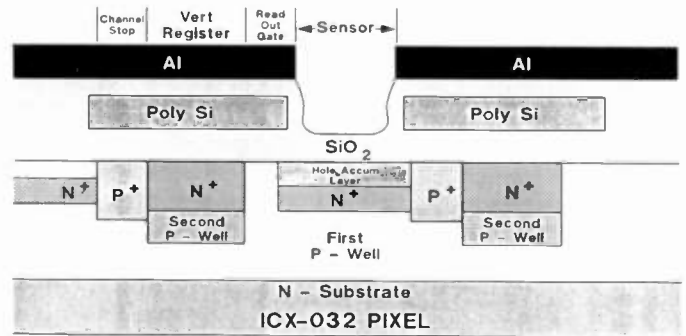 Channel Stop
Vert Register
Read Out Gate
Sensor
Al
Al
Poly Si
Poly Si
SiO2
Hole Accum Layer
N+
P+
N+
N+
P+
N+
Second P - Well
First P - Well
Second P - Well
N - Substrate
ICX-032 PIXEL